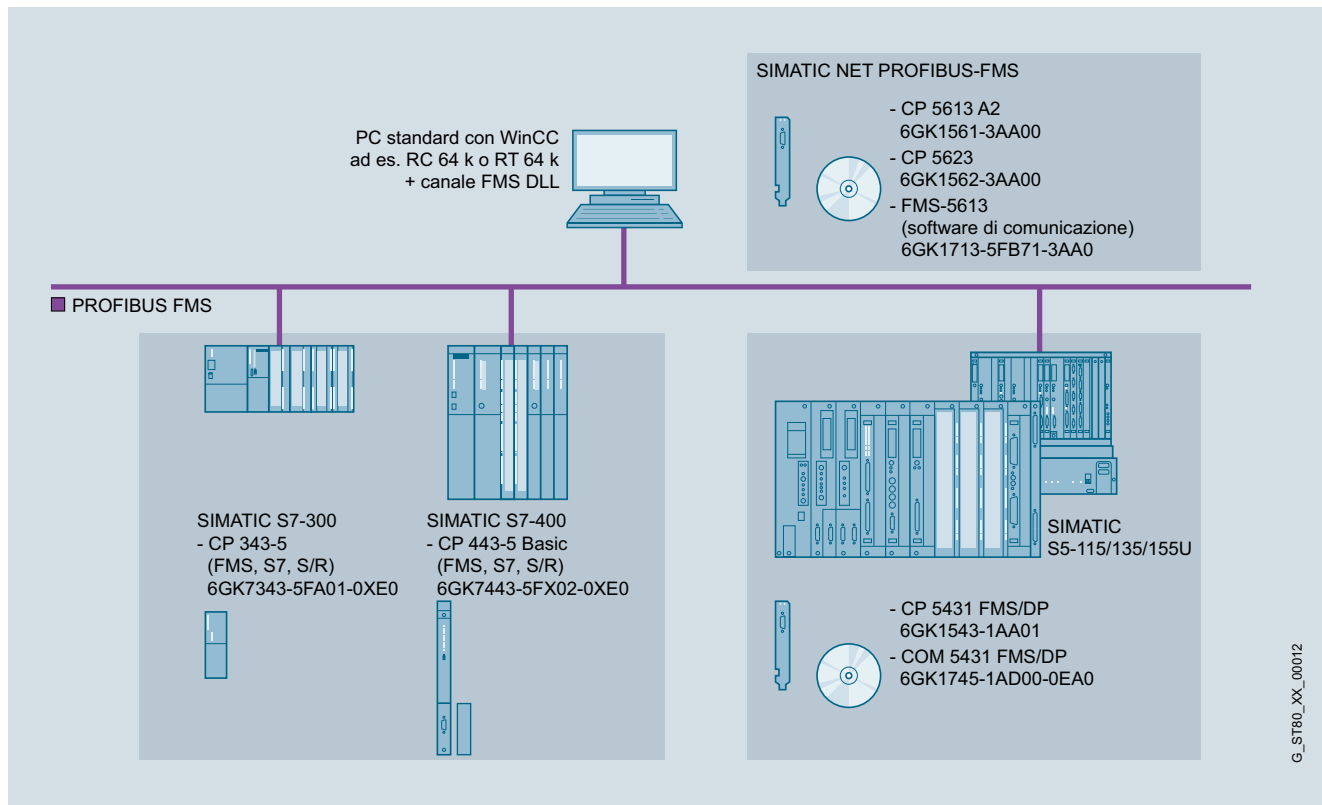 SIMATIC NET PROFIBUS-FMS
- CP 5613 A2
6GK1561-3AA00
- CP 5623
6GK1562-3AA00
- FMS-5613
(software di comunicazione)
6GK1713-5FB71-3AA0
PC standard con WinCC
ad es. RC 64 k o RT 64 k
+ canale FMS DLL
PROFIBUS FMS
SIMATIC S7-300
- CP 343-5
(FMS, S7, S/R)
6GK7343-5FA01-0XE0
SIMATIC S7-400
- CP 443-5 Basic
(FMS, S7, S/R)
6GK7443-5FX02-0XE0
SIMATIC
S5-115/135/155U
- CP 5431 FMS/DP
6GK1543-1AA01
- COM 5431 FMS/DP
6GK1745-1AD00-0EA0
G_ST80_XX_00012